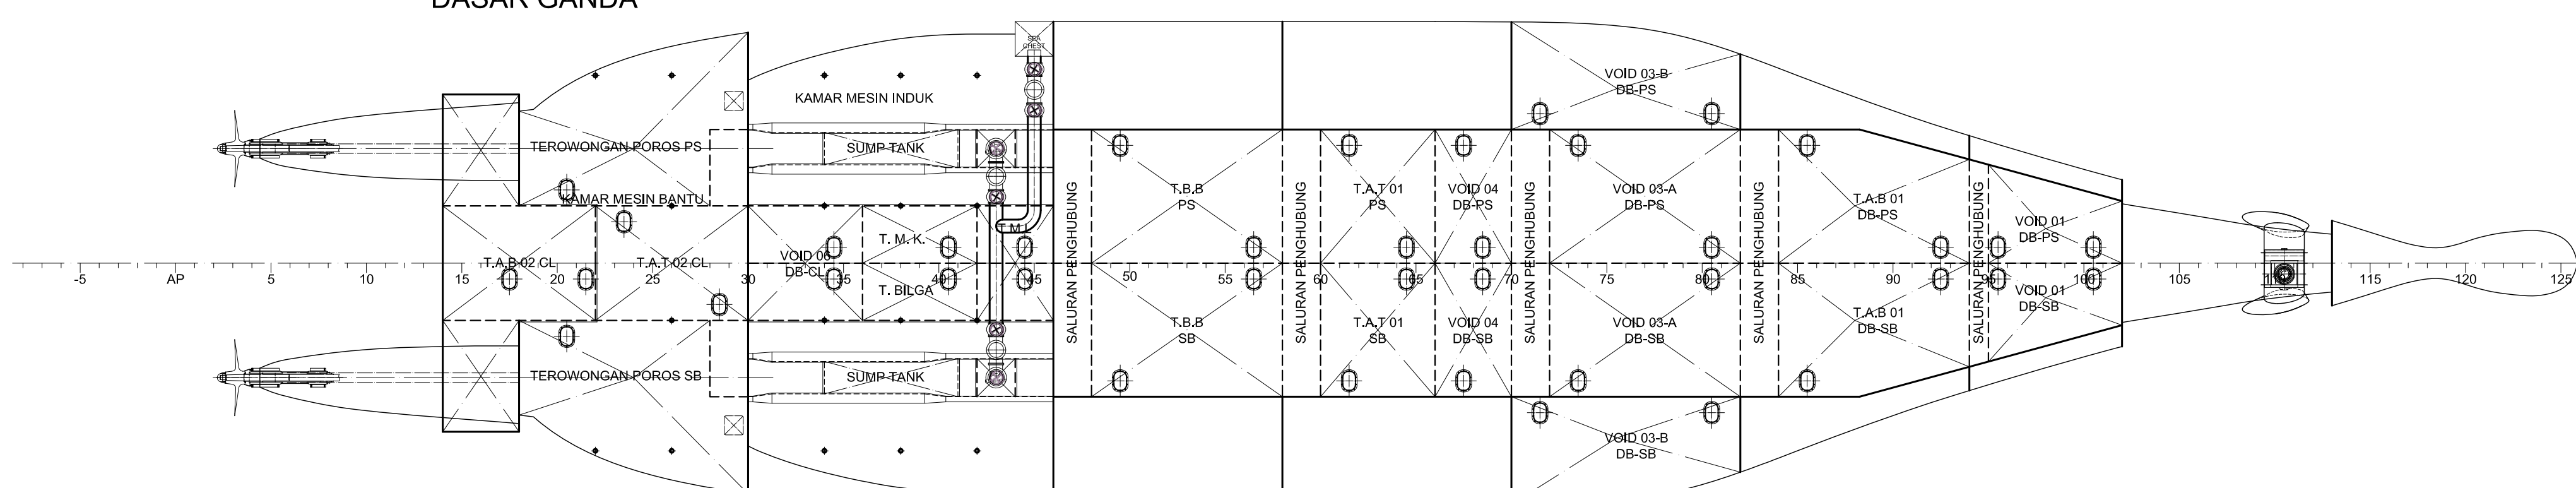 DASAR GANDA
SEA
CHEST
KAMAR MESIN INDUK
VOID 03-B
DB-PS
TEROWONGAN POROS PS
SUMP TANK
KAMAR MESIN BANTU
SALURAN PENGHUBUNG
T.B.B
PS
SALURAN PENGHUBUNG
T.A.T 01
PS
VOID 04
DB-PS
SALURAN PENGHUBUNG
VOID 03-A
DB-PS
SALURAN PENGHUBUNG
T.A.B 01
DB-PS
SALURAN PENGHUBUNG
VOID 01
DB-PS
T.A.B 02 CL
T.A.T 02 CL
VOID 06
DB-CL
T. M. K.
T. BILGA
-5 AP 5 10 15 20 25 30 35 40 45 50 55 60 65 70 75 80 85 90 95 100 105 110 115 120 125
VOID 01
DB-SB
T.B.B
SB
T.A.T 01
SB
VOID 04
DB-SB
VOID 03-A
DB-SB
T.A.B 01
DB-SB
TEROWONGAN POROS SB
SUMP TANK
VOID 03-B
DB-SB